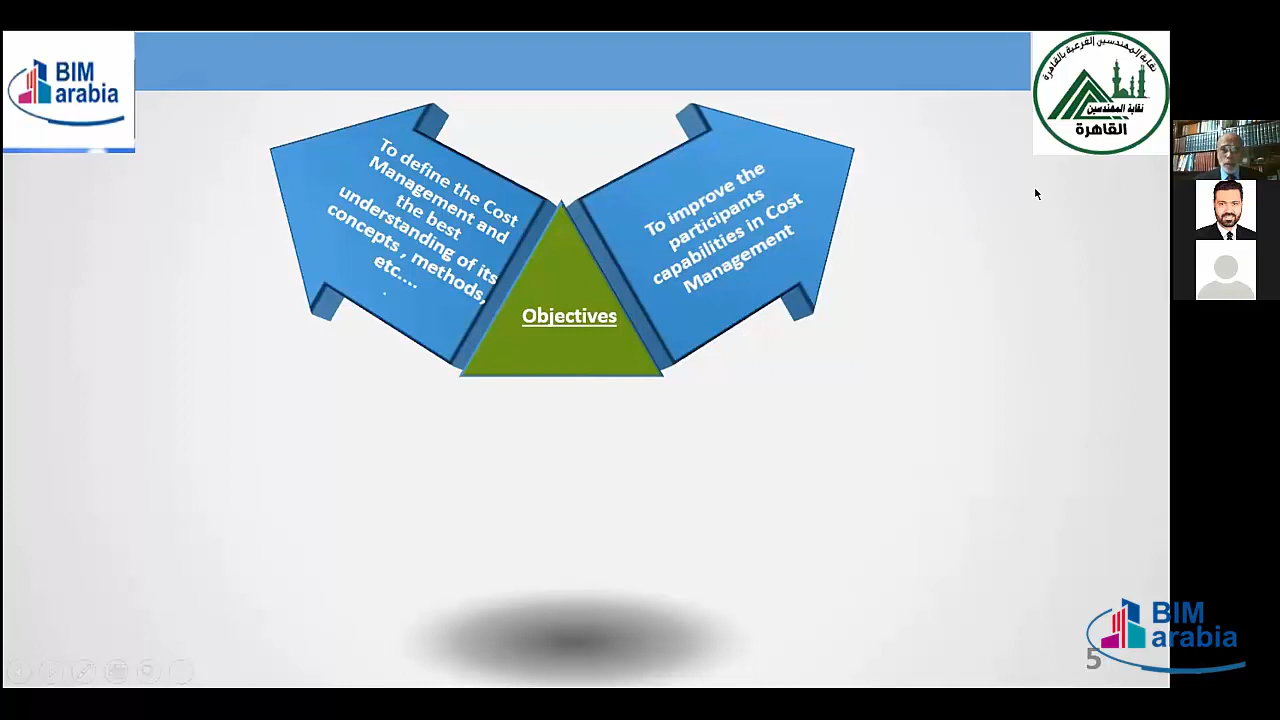 BIM
arabia
نقابة المهندسين الفرعية بالقاهرة
نقابة المهندسين
القاهرة
To define the Cost
Management and
the best
understanding of its
concepts , methods,
etc....
.
To improve the
participants
capabilities in Cost
Management
Objectives
BIM
arabia
5